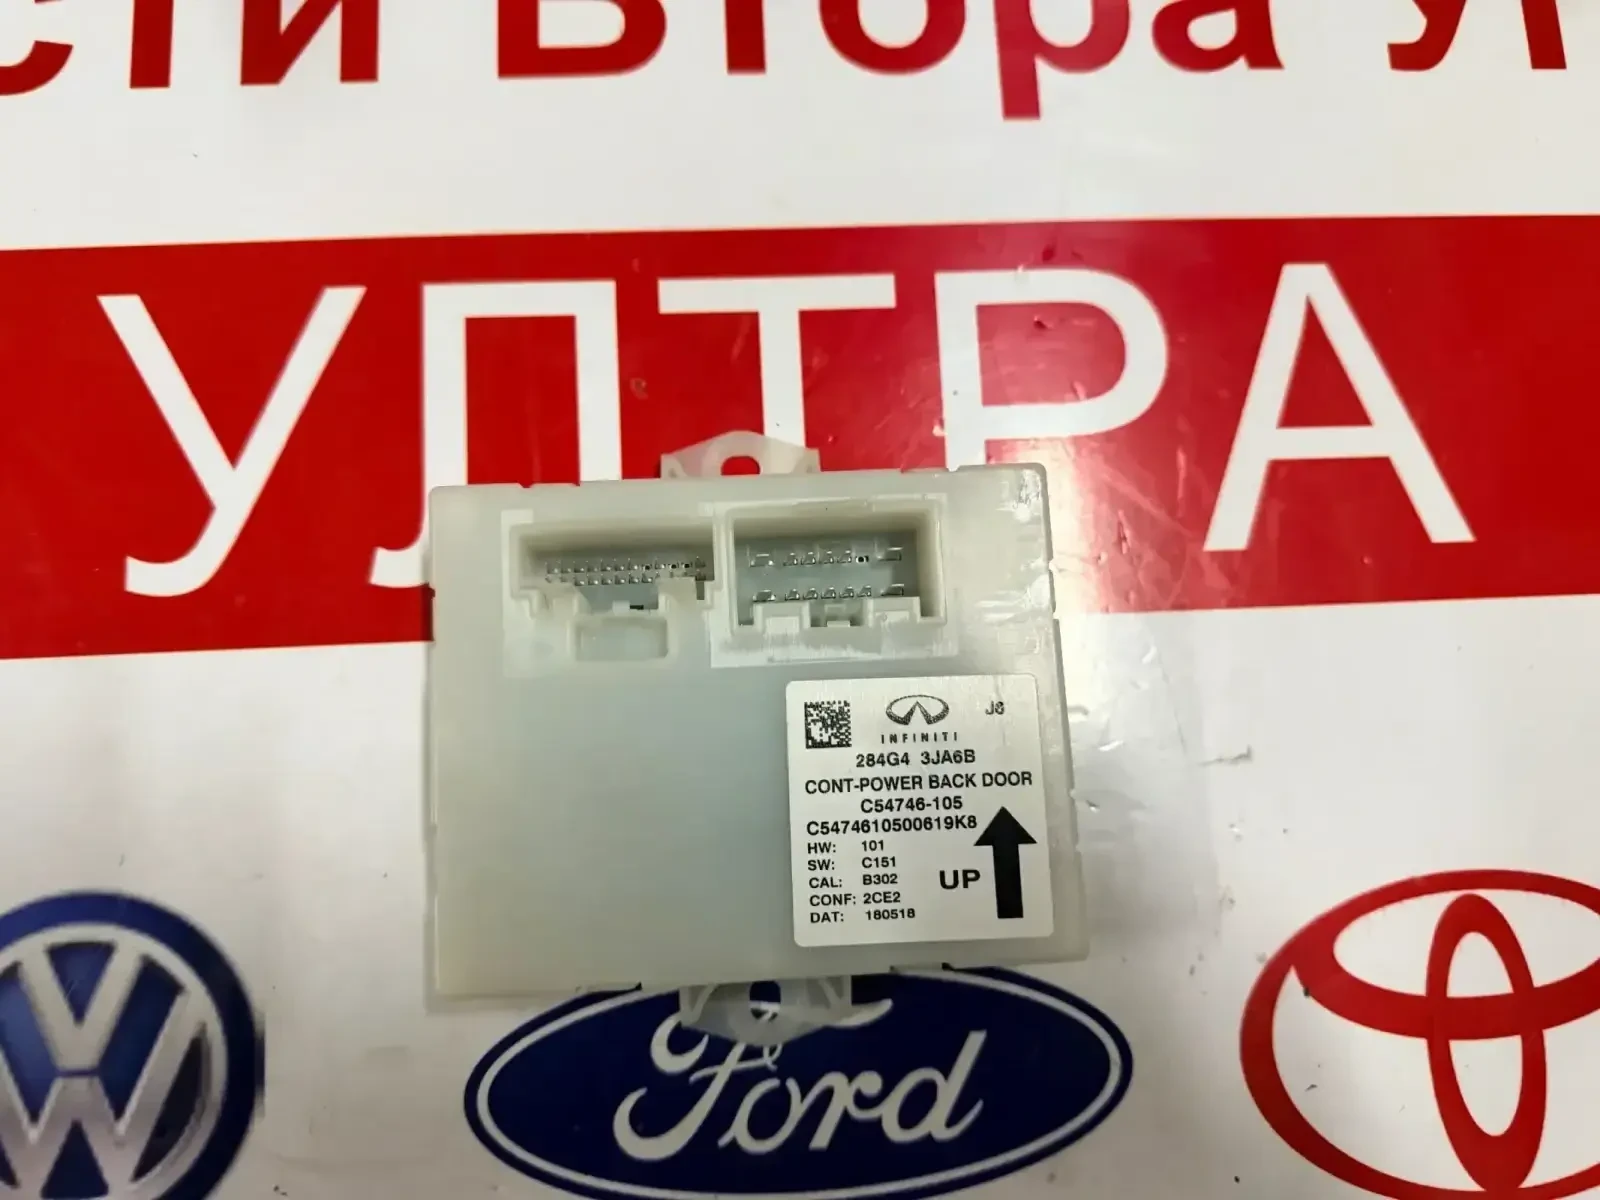 сти Втора Уп
УЛТРА
INFINITI
J6
284G4 3JA6B
CONT-POWER BACK DOOR
C54746-105
C5474610500619K8
HW: 101
SW: C151
CAL: B302
CONF: 2CE2
DAT: 180518
UP
Ford